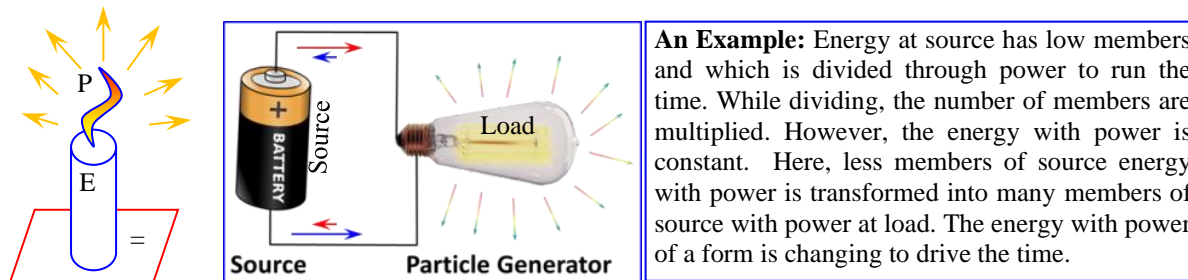 P
E
=
+
BATTERY
Source
Load
Source
Particle Generator
An Example: Energy at source has low members
and which is divided through power to run the
time. While dividing, the number of members are
multiplied. However, the energy with power is
constant. Here, less members of source energy
with power is transformed into many members of
source with power at load. The energy with power
of a form is changing to drive the time.